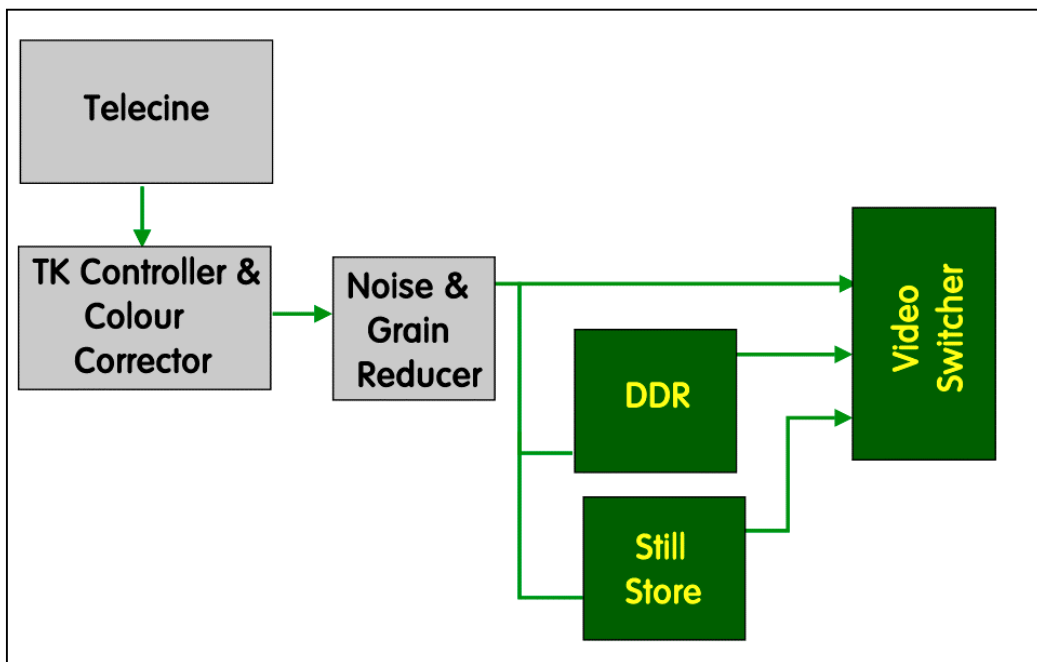 Telecine
TK Controller &
Colour
Corrector
Noise &
Grain
Reducer
DDR
Still
Store
Video
Switcher